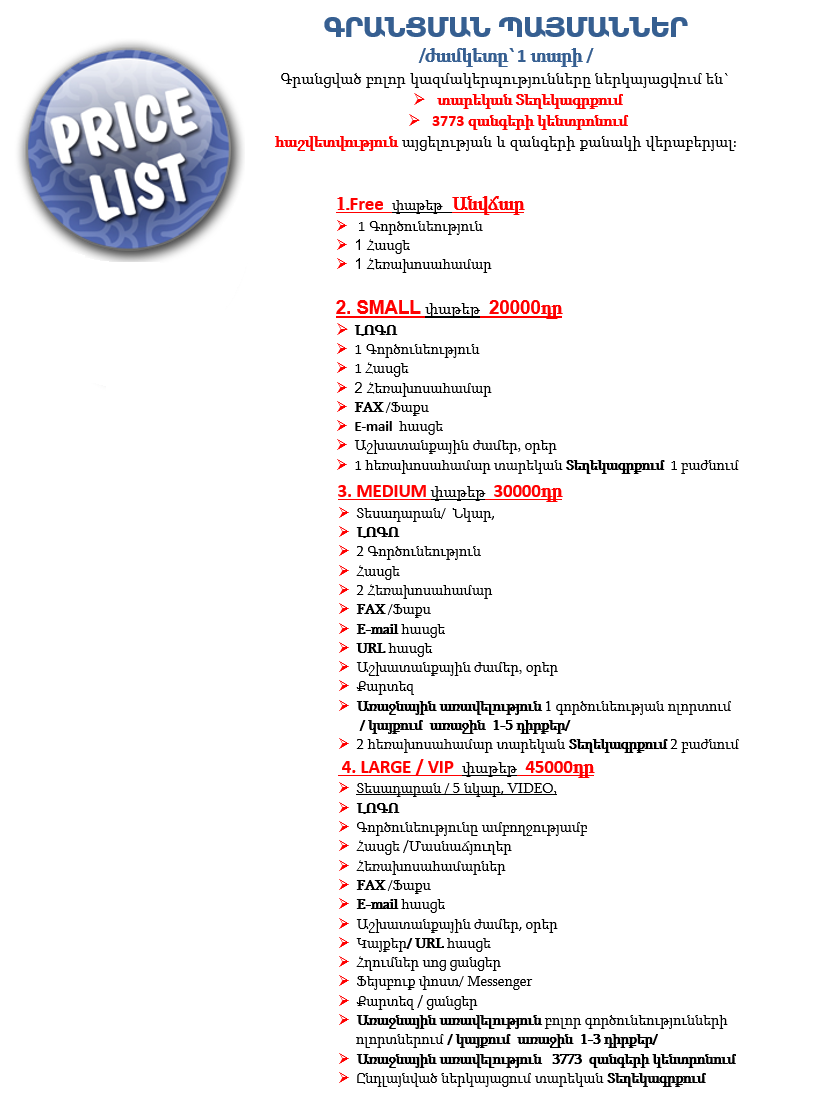 ԳՐԱՆՑՄԱՆ ՊԱՅՄԱՆՆԵՐ
/ժամկետը՝ 1 տարի /
Գրանցված բոլոր կազմակերպությունները ներկայացվում են՝
տարեկան Տեղեկագրքում
3773 զանգերի կենտրոնում
հաշվետվություն այցելության և զանգերի քանակի վերաբերյալ:
PRICE
LIST
1.Free փաթեթ Անվճար
1 Գործունեություն
1 Հասցե
1 Հեռախոսահամար
2. SMALL փաթեթ 20000դր
ԼՈԳՈ
1 Գործունեություն
1 Հասցե
2 Հեռախոսահամար
FAX /Ֆաքս
E-mail հասցե
Աշխատանքային ժամեր, օրեր
1 հեռախոսահամար տարեկան Տեղեկագրքում 1 բաժնում
3. MEDIUM փաթեթ 30000դր
Տեսադարան/ Նկար,
ԼՈԳՈ
2 Գործունեություն
Հասցե
2 Հեռախոսահամար
FAX /Ֆաքս
E-mail հասցե
URL հասցե
Աշխատանքային ժամեր, օրեր
Քարտեզ
Առաջնային առավելություն 1 գործունեության ոլորտում
/ կայքում առաջին 1-5 դիրքեր/
2 հեռախոսահամար տարեկան Տեղեկագրքում 2 բաժնում
4. LARGE / VIP փաթեթ 45000դր
Տեսադարան / 5 նկար, VIDEO,
ԼՈԳՈ
Գործունեությունը ամբողջությամբ
Հասցե /Մասնաճյուղեր
Հեռախոսահամարներ
FAX /Ֆաքս
E-mail հասցե
Աշխատանքային ժամեր, օրեր
Կայքեր/ URL հասցե
Հղումներ սոց ցանցեր
Ֆեյսբուք փոստ/ Messenger
Քարտեզ / ցանցեր
Առաջնային առավելություն բոլոր գործունեությունների
ոլորտներում / կայքում առաջին 1-3 դիրքեր/
Առաջնային առավելություն 3773 զանգերի կենտրոնում
Ընդլայնված ներկայացում տարեկան Տեղեկագրքում